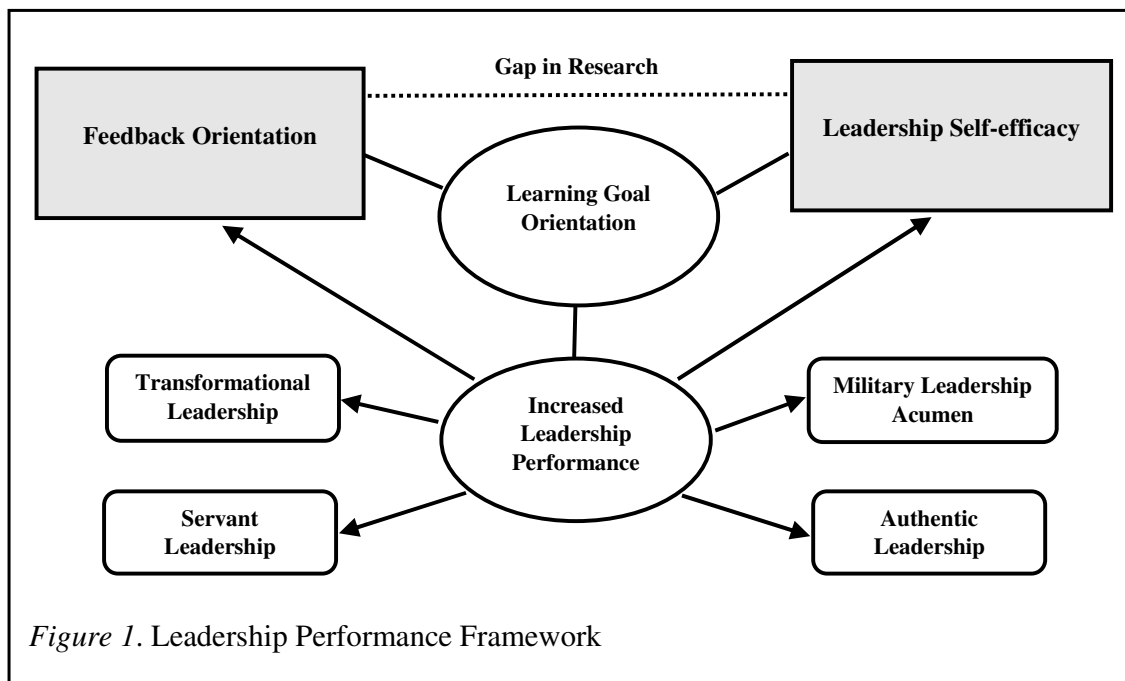 Gap in Research
Feedback Orientation
Leadership Self-efficacy
Learning Goal
Orientation
Transformational
Leadership
Increased
Leadership
Performance
Military Leadership
Acumen
Servant
Leadership
Authentic
Leadership
Figure 1. Leadership Performance Framework